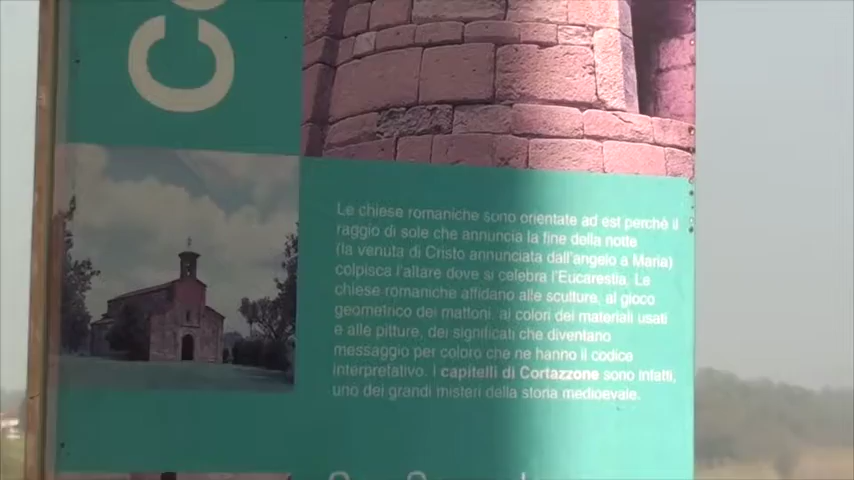 Le chiese romaniche sono orientate ad est perchè il
raggio di sole che annuncia la fine della notte
(la venuta di Cristo annunciata dall'angelo a Maria)
colpisca l'altare dove si celebra l'Eucarestia. Le
chiese romaniche affidano alle sculture, al gioco
geometrico dei mattoni, ai colori dei materiali usati
e alle pitture, dei significati che diventano
messaggio per coloro che ne hanno il codice
interpretativo. I capitelli di Cortazzone sono infatti,
uno dei grandi misteri della storia medioevale.